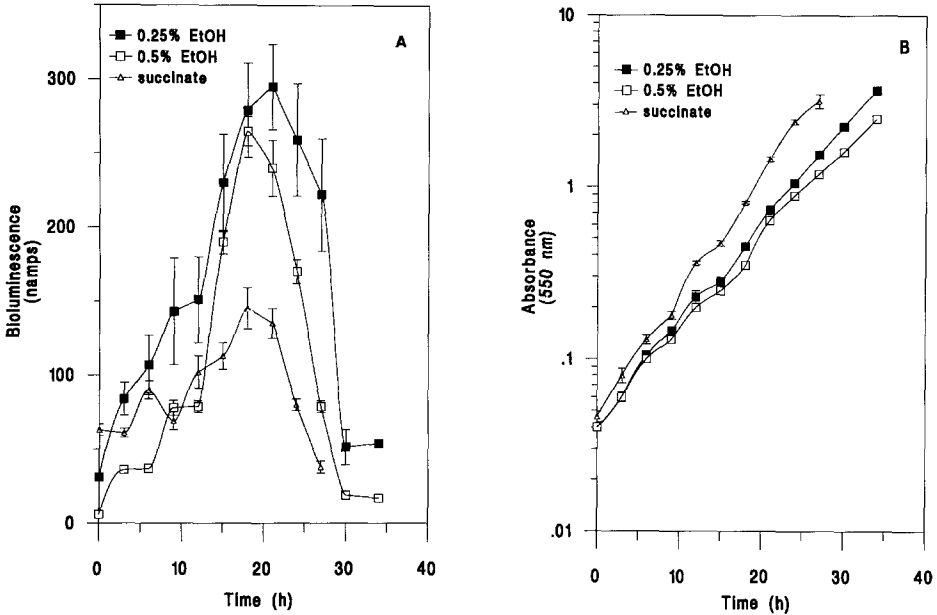 A
0.25% EtOH
0.5% EtOH
succinate
300
200
100
0
Bioluminescence
(namps)
0
10
20
30
40
Time (h)
B
0.25% EtOH
0.5% EtOH
succinate
10
1
.1
.01
Absorbance
(550 nm)
0
10
20
30
40
Time (h)